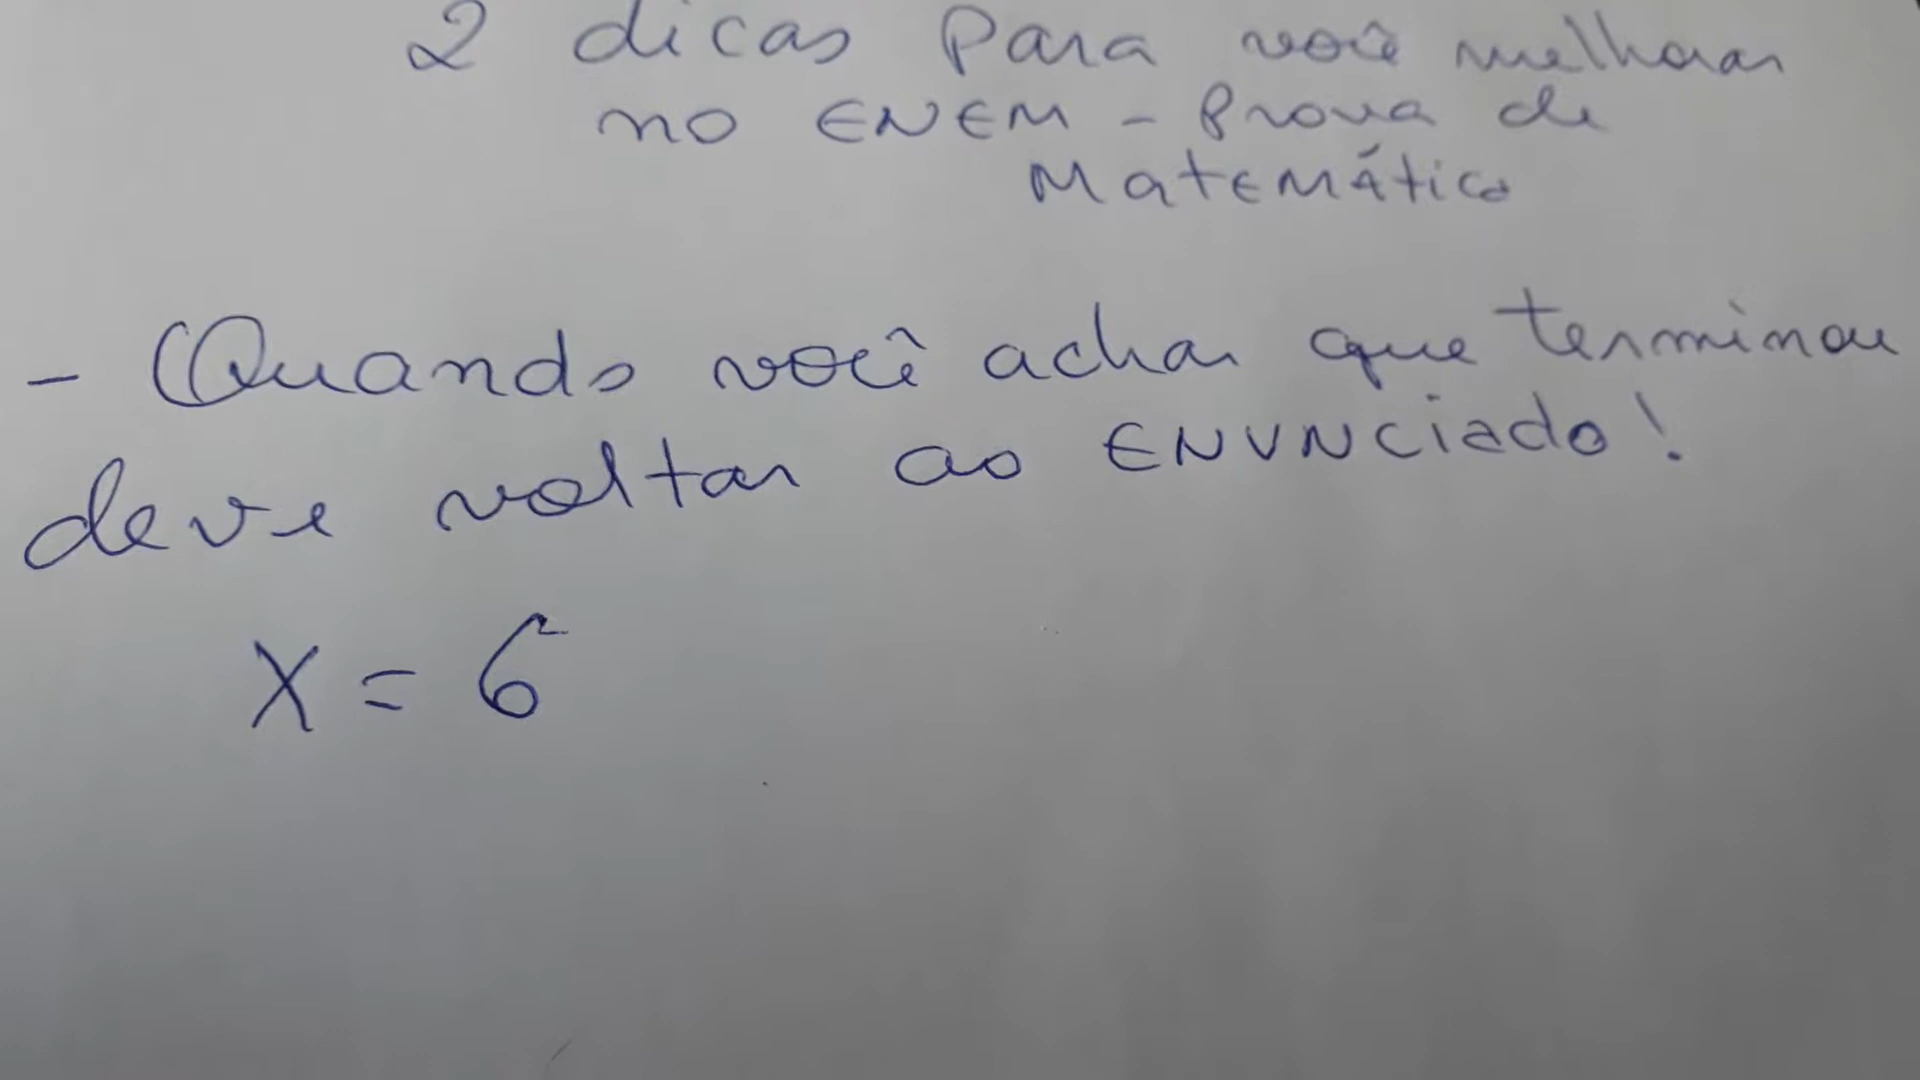 2 dicas Para você melhorar
no ENEM - Prova de
Matemática
- Quando você achar que terminou
deve voltar ao ENUNciado!
X = 6